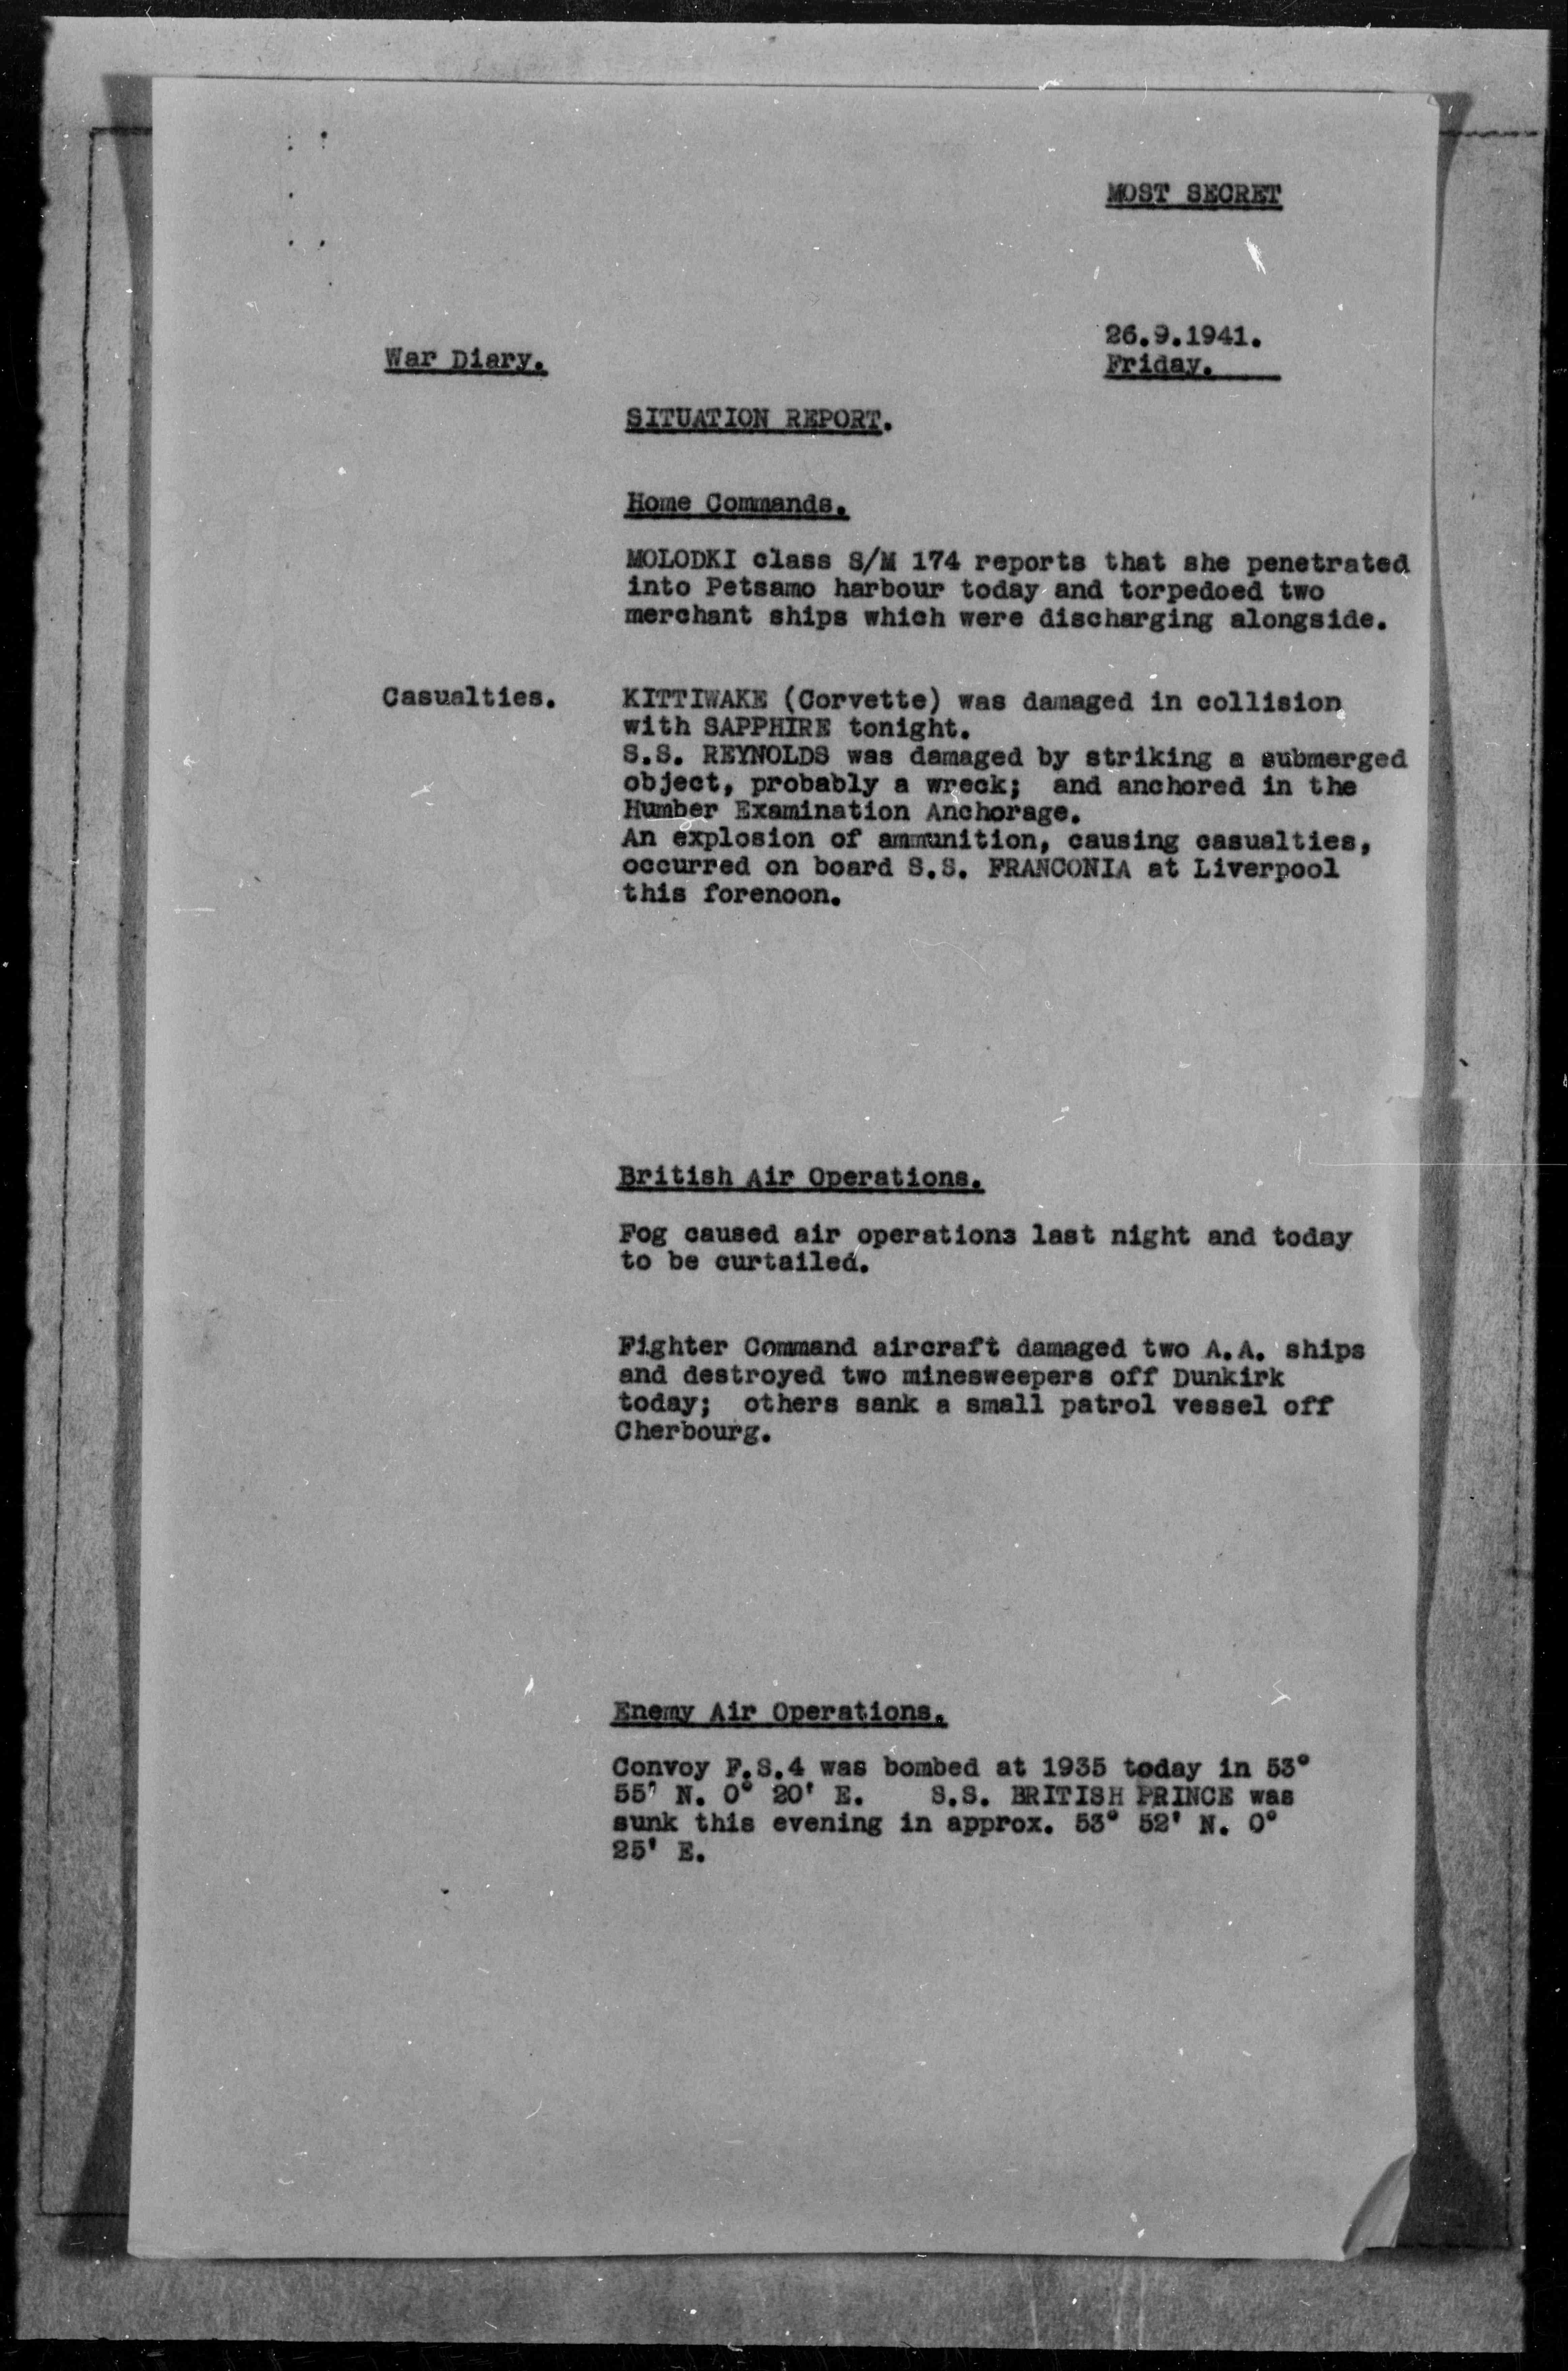 MOST SECRET
26.9.1941.
War Diary.
Friday.
SITUATION REPORT.
Home Commands.
MOLODKI class S/M 174 reports that she penetrated
into Petsamo harbour today and torpedoed two
merchant ships which were discharging alongside.
Casualties. KITTIWAKE (Corvette) was damaged in collision
with SAPPHIRE tonight.
S.S. REYNOLDS was damaged by striking a submerged
object, probably a wreck; and anchored in the
Humber Examination Anchorage.
An explosion of ammunition, causing casualties,
occurred on board S.S. FRANCONIA at Liverpool
this forenoon.
British Air Operations.
Fog caused air operations last night and today
to be curtailed.
Fighter Command aircraft damaged two A.A. ships
and destroyed two minesweepers off Dunkirk
today; others sank a small patrol vessel off
Cherbourg.
Enemy Air Operations.
Convoy F.S.4 was bombed at 1935 today in 53°
55' N. 0° 20' E. S.S. BRITISH PRINCE was
sunk this evening in approx. 53° 52' N. 0°
25' E.